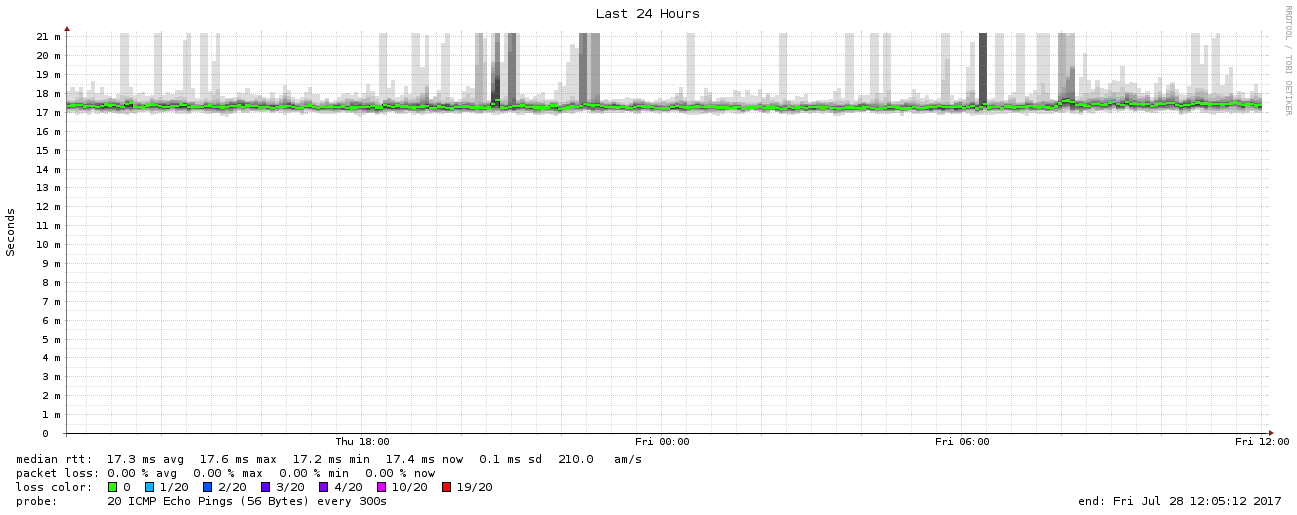 Last 24 Hours
RRDTOOL / TOBI OETIKER
Seconds
21 m
20 m
19 m
18 m
17 m
16 m
15 m
14 m
13 m
12 m
11 m
10 m
9 m
8 m
7 m
6 m
5 m
4 m
3 m
2 m
1 m
0
Thu 18:00 Fri 00:00 Fri 06:00 Fri 12:00
median rtt: 17.3 ms avg 17.6 ms max 17.2 ms min 17.4 ms now 0.1 ms sd 210.0 am/s
packet loss: 0.00 % avg 0.00 % max 0.00 % min 0.00 % now
loss color: 0 1/20 2/20 3/20 4/20 10/20 19/20
probe: 20 ICMP Echo Pings (56 Bytes) every 300s end: Fri Jul 28 12:05:12 2017